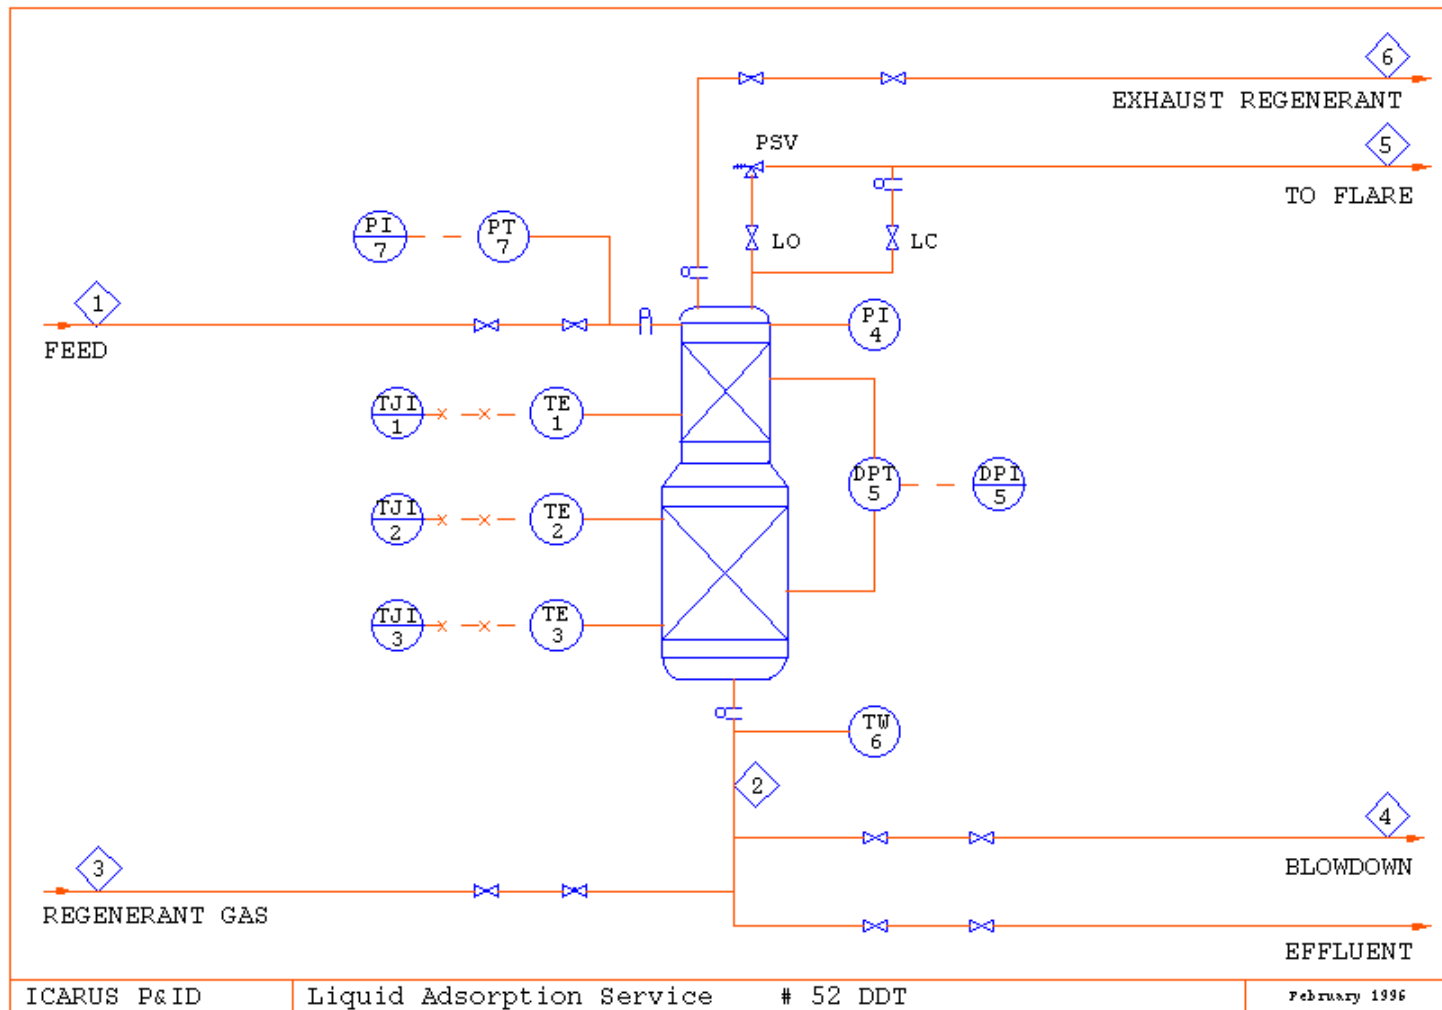 6
EXHAUST REGENERANT
PSV
5
TO FLARE
PI
7
PT
7
LO
LC
1
FEED
PI
4
TJI
1
TE
1
DPT
5
DPI
5
TJI
2
TE
2
TJI
3
TE
3
TW
6
2
4
BLOWDOWN
3
REGENERANT GAS
EFFLUENT
ICARUS P&ID
Liquid Adsorption Service # 52 DDT
February 1996